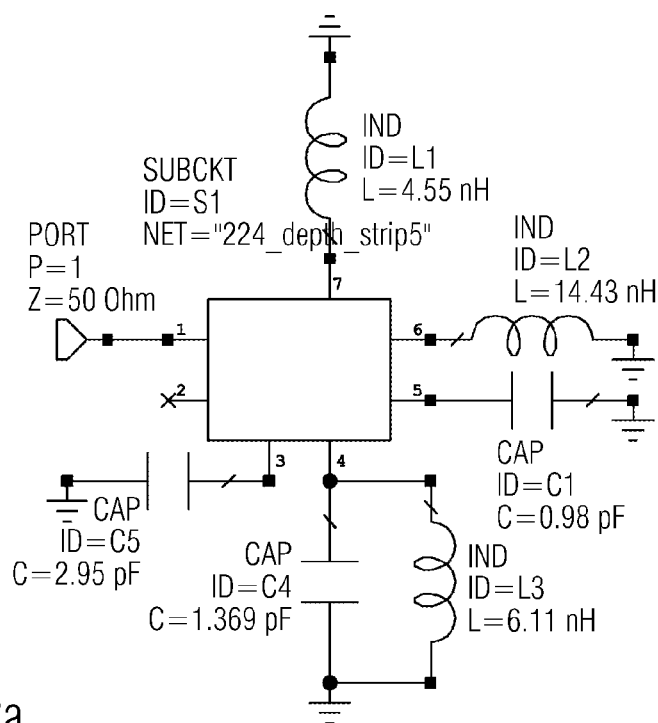 IND
ID=L1
L=4.55 nH
SUBCKT
ID=S1
NET="224_depth_strip5"
PORT
P=1
Z=50 Ohm
IND
ID=L2
L=14.43 nH
7
1
6
2
5
3
4
CAP
ID=C1
C=0.98 pF
CAP
ID=C5
C=2.95 pF
CAP
ID=C4
C=1.369 pF
IND
ID=L3
L=6.11 nH